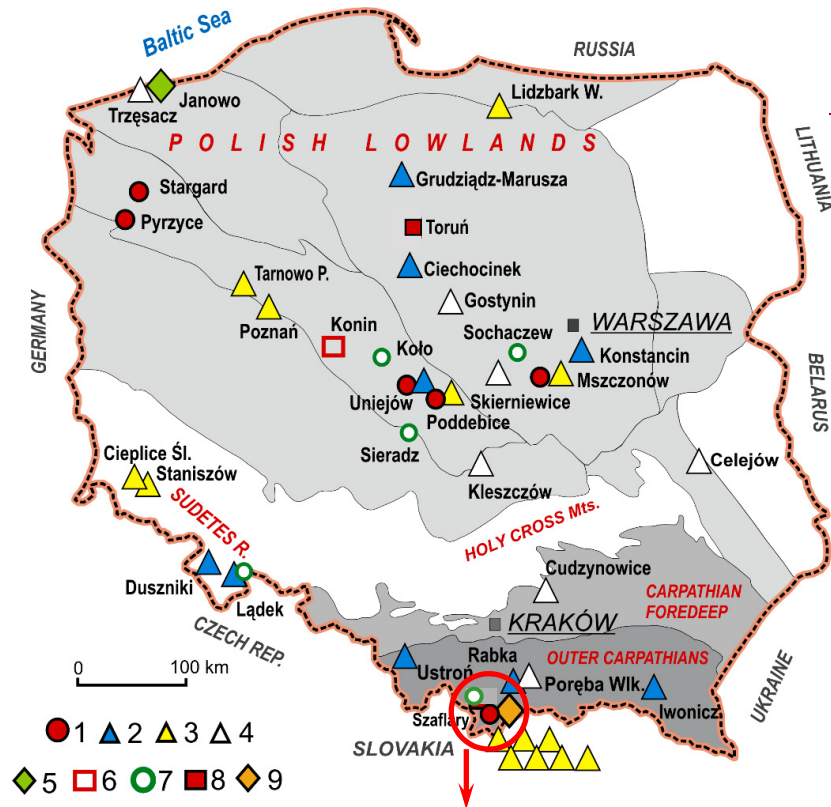 Baltic Sea
RUSSIA
Janowo
Trzęsacz
Lidzbark W.
POLISH LOWLANDS
LITHUANIA
Grudziądz-Marusza
Stargard
Pyrzyce
Toruń
Ciechocinek
Tarnowo P.
Gostynin
GERMANY
Poznań
Konin
Sochaczew
WARSZAWA
Koło
Konstancin
BELARUS
Mszczonów
Uniejów
Skierniewice
Poddebice
Sieradz
Cieplice Śl.
Staniszów
Kleszczów
Celejów
SUDETES R.
HOLY CROSS Mts.
Duszniki
Lądek
Cudzynowice
CARPATHIAN
FOREDEEP
CZECH REP.
KRAKÓW
Rabka
OUTER CARPATHIANS
UKRAINE
0 100 km
Ustroń
Poręba Wlk.
Iwonicz
Szaflary
SLOVAKIA
1 2 3 4
5 6 7 8 9